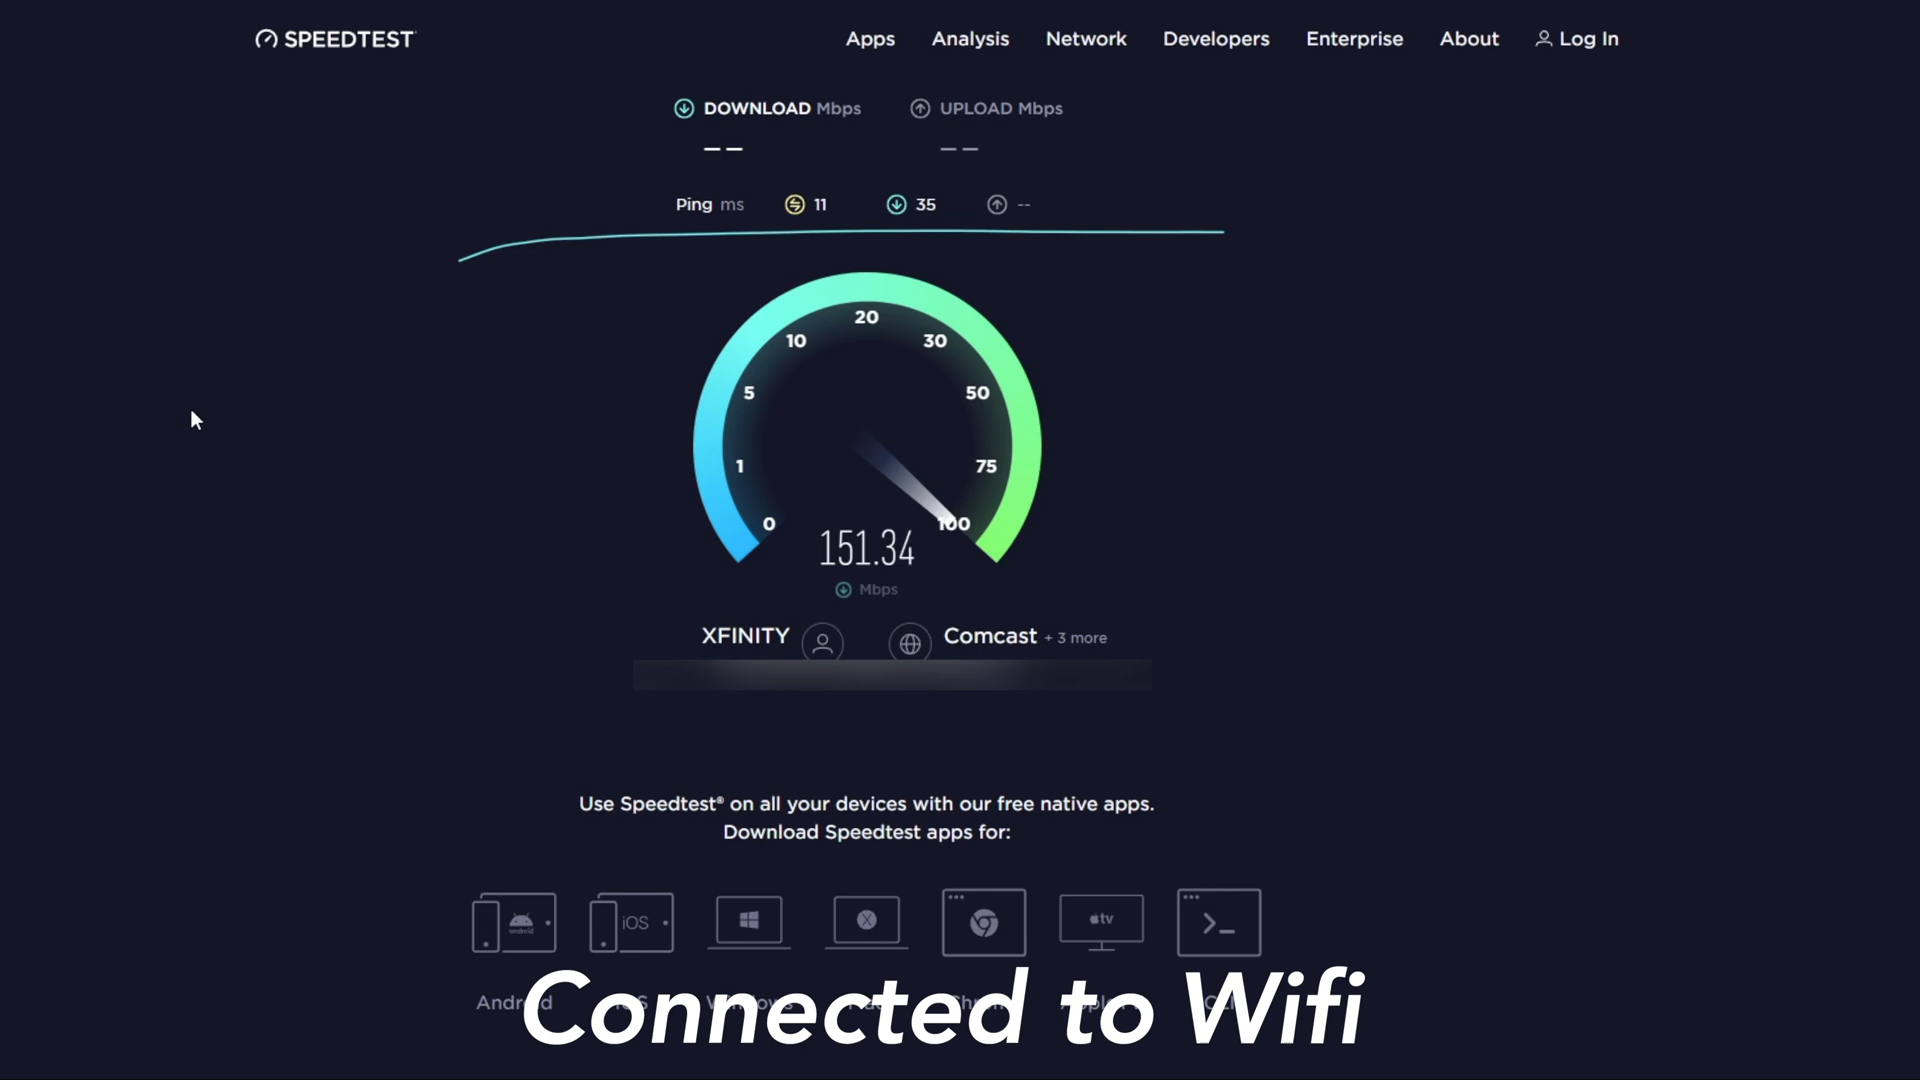 SPEEDTEST
Apps Analysis Network Developers Enterprise About Log In
DOWNLOAD Mbps UPLOAD Mbps
— — — —
Ping ms 11 35 --
20
10 30
5 50
1 75
0 100
151.34
Mbps
XFINITY Comcast + 3 more
Use Speedtest® on all your devices with our free native apps.
Download Speedtest apps for:
android iOS X tv >_
Connected to Wifi